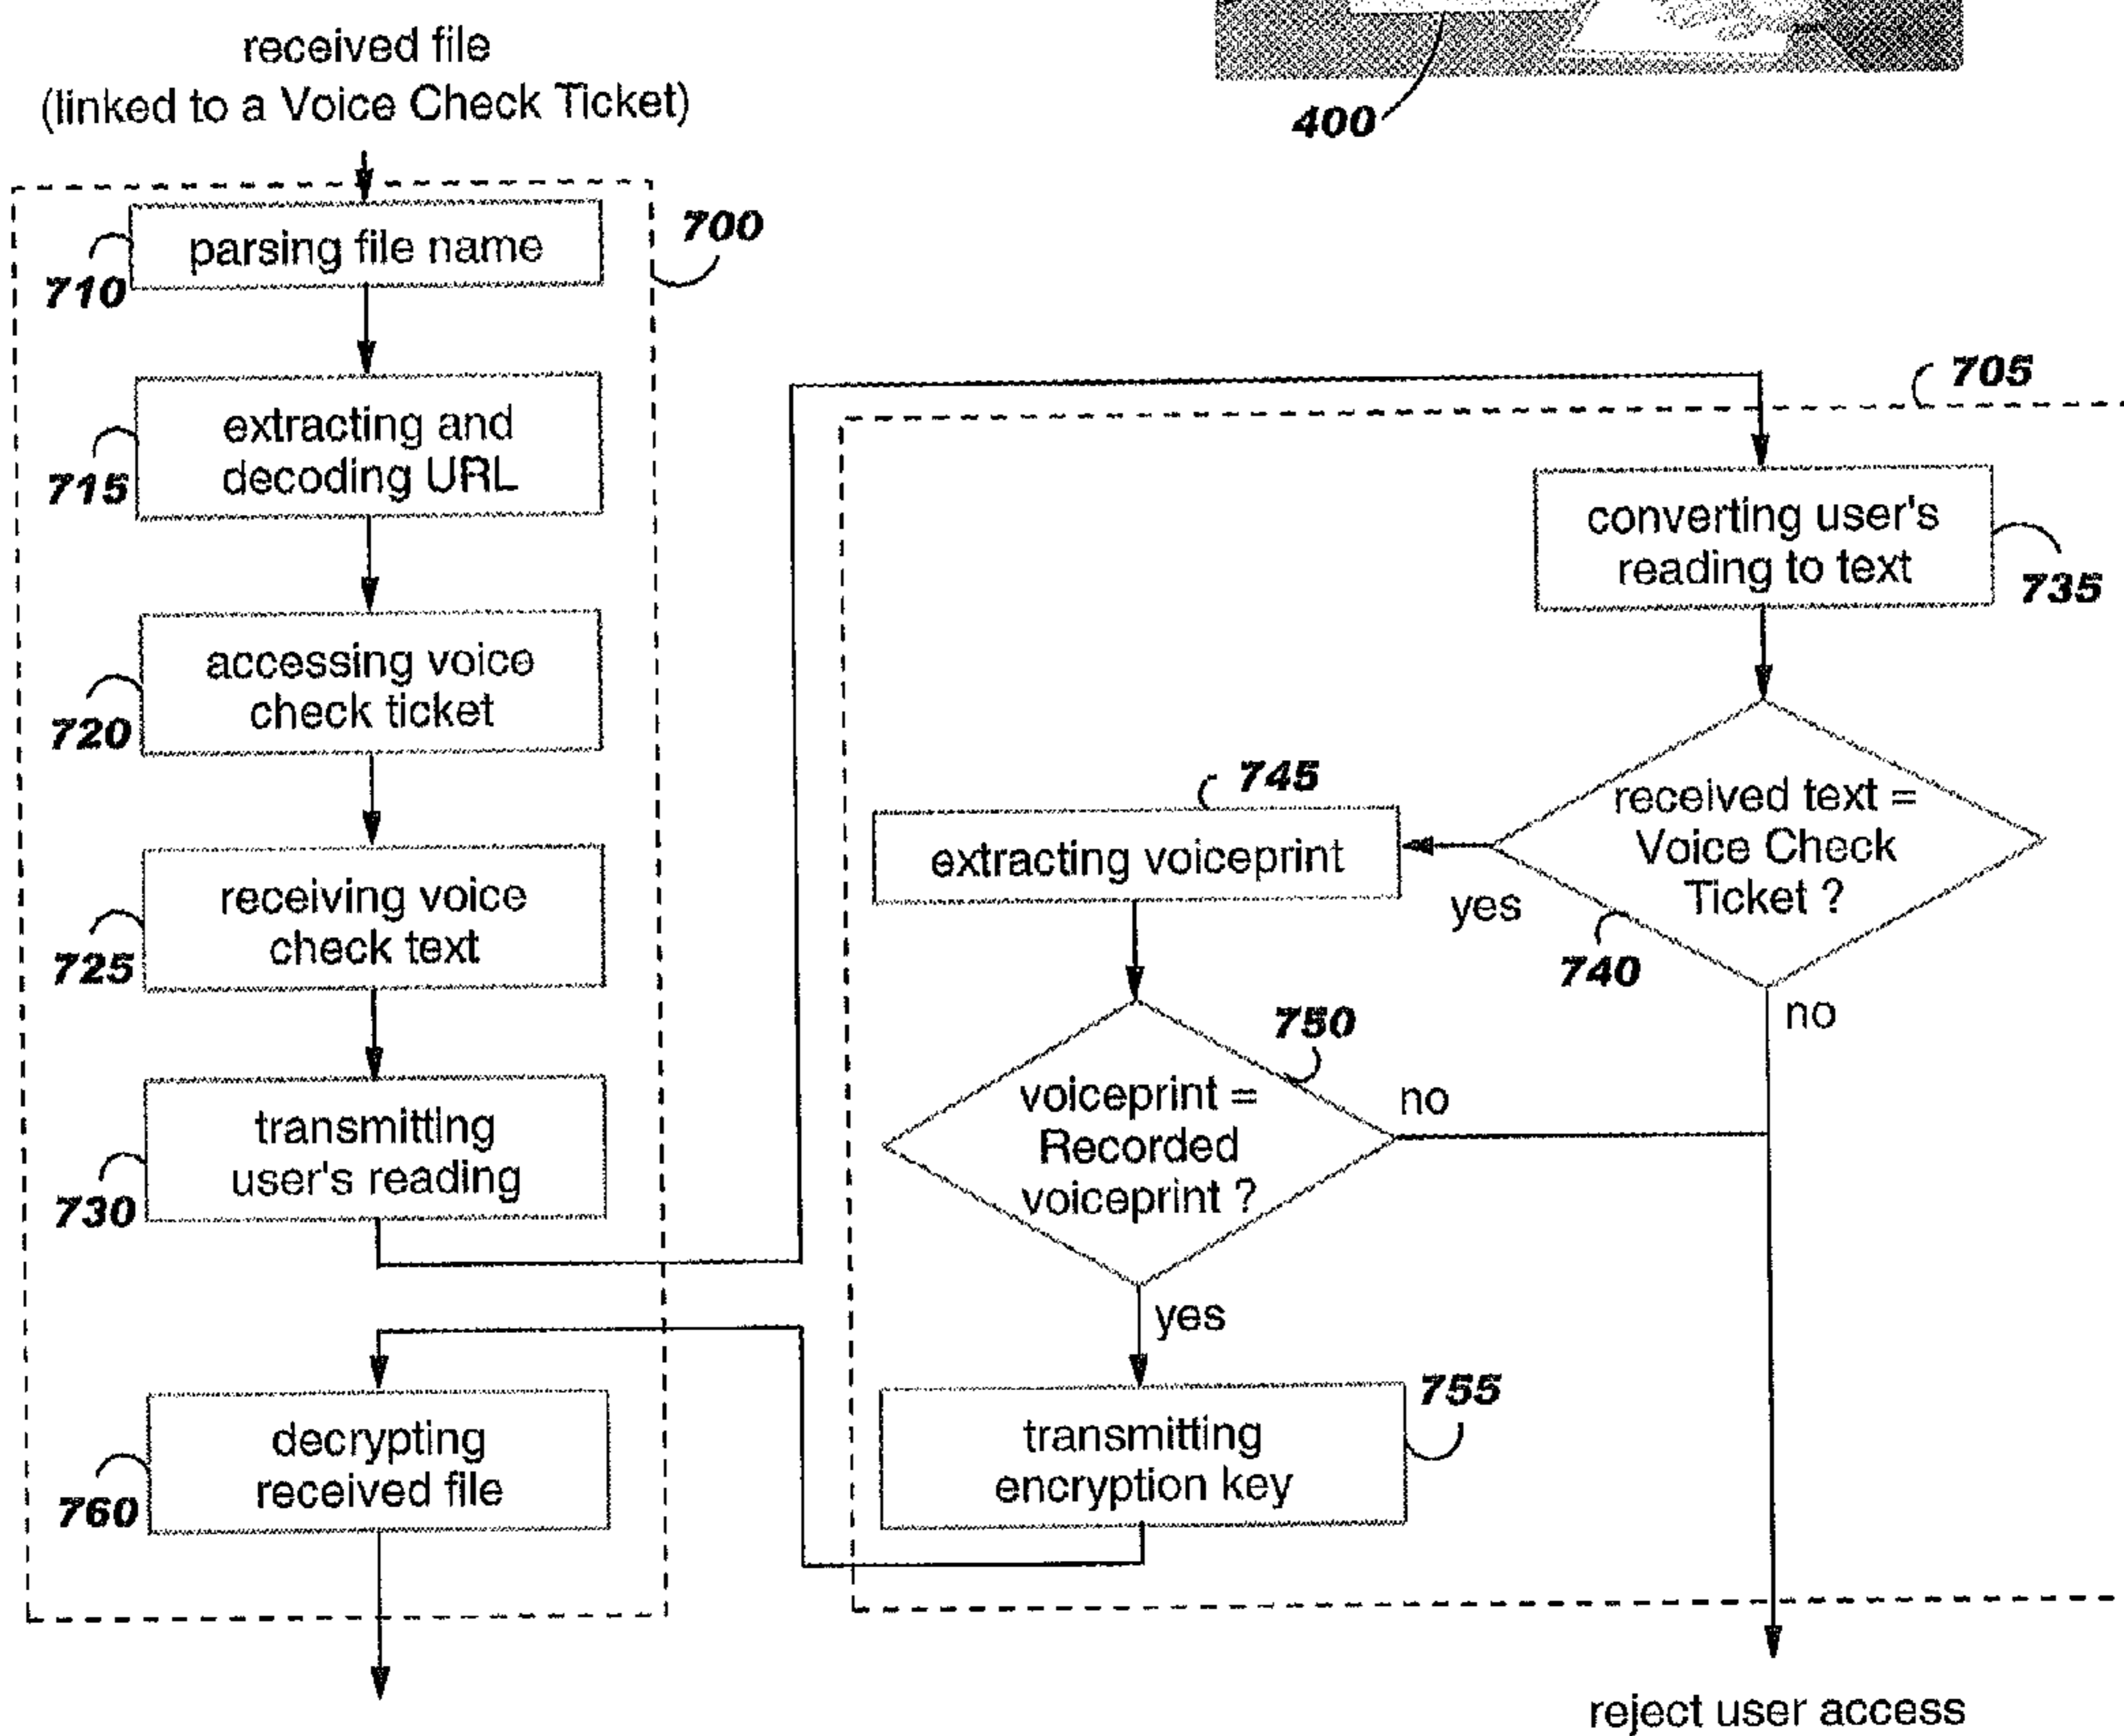 received file
(linked to a Voice Check Ticket)
400
700
parsing file name
710
extracting and
decoding URL
715
accessing voice
check ticket
720
receiving voice
check text
725
transmitting
user's reading
730
decrypting
received file
760
705
converting user's
reading to text
735
received text =
Voice Check
Ticket ?
740
yes
no
745
extracting voiceprint
750
voiceprint =
Recorded
voiceprint ?
no
yes
755
transmitting
encryption key
reject user access